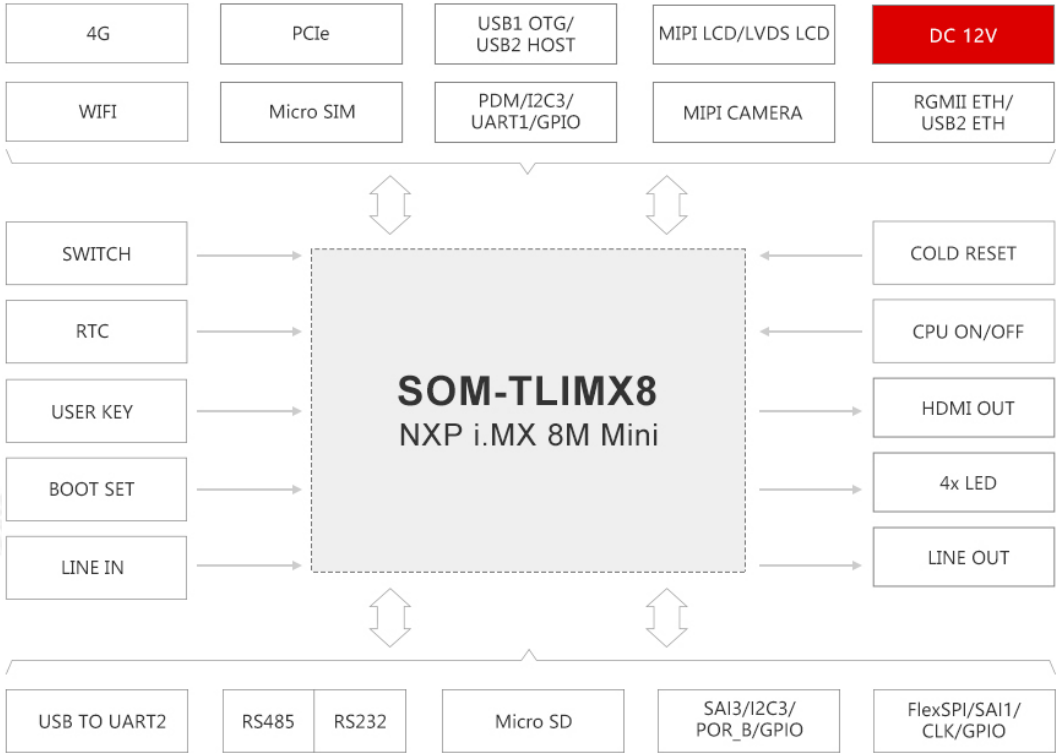 4G
PCIe
USB1 OTG/
USB2 HOST
MIPI LCD/LVDS LCD
DC 12V
WIFI
Micro SIM
PDM/I2C3/
UART1/GPIO
MIPI CAMERA
RGMII ETH/
USB2 ETH
SWITCH
COLD RESET
RTC
CPU ON/OFF
SOM-TLIMX8
NXP i.MX 8M Mini
USER KEY
HDMI OUT
BOOT SET
4x LED
LINE IN
LINE OUT
USB TO UART2
RS485
RS232
Micro SD
SAI3/I2C3/
POR_B/GPIO
FlexSPI/SAI1/
CLK/GPIO